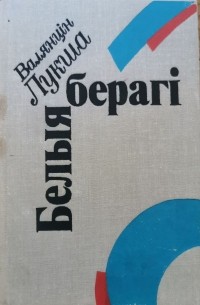 Валянцін
Лукша
Белыя
берагі